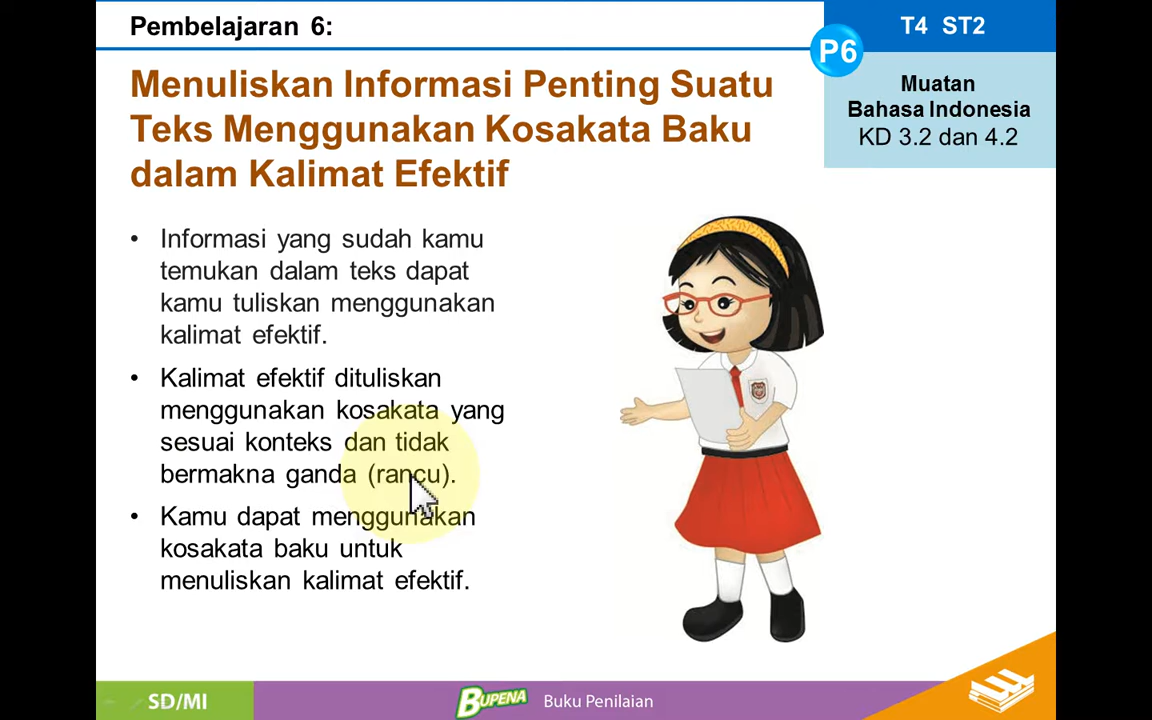 Pembelajaran 6:
T4 ST2
P6
Muatan
Bahasa Indonesia
KD 3.2 dan 4.2
Menuliskan Informasi Penting Suatu
Teks Menggunakan Kosakata Baku
dalam Kalimat Efektif
• Informasi yang sudah kamu
temukan dalam teks dapat
kamu tuliskan menggunakan
kalimat efektif.
• Kalimat efektif dituliskan
menggunakan kosakata yang
sesuai konteks dan tidak
bermakna ganda (rancu).
• Kamu dapat menggunakan
kosakata baku untuk
menuliskan kalimat efektif.
SD/MI
BUPENA
Buku Penilaian